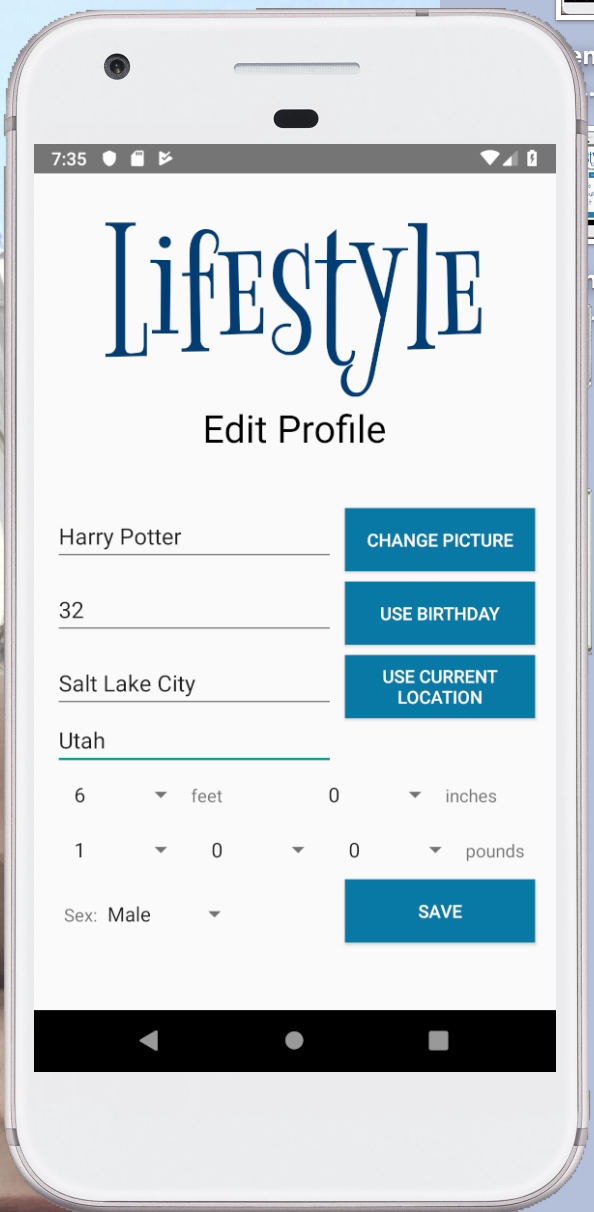 7:35
Lifestyle
Edit Profile
Harry Potter
CHANGE PICTURE
32
USE BIRTHDAY
Salt Lake City
USE CURRENT
LOCATION
Utah
6 feet 0 inches
1 0 0 pounds
Sex: Male
SAVE